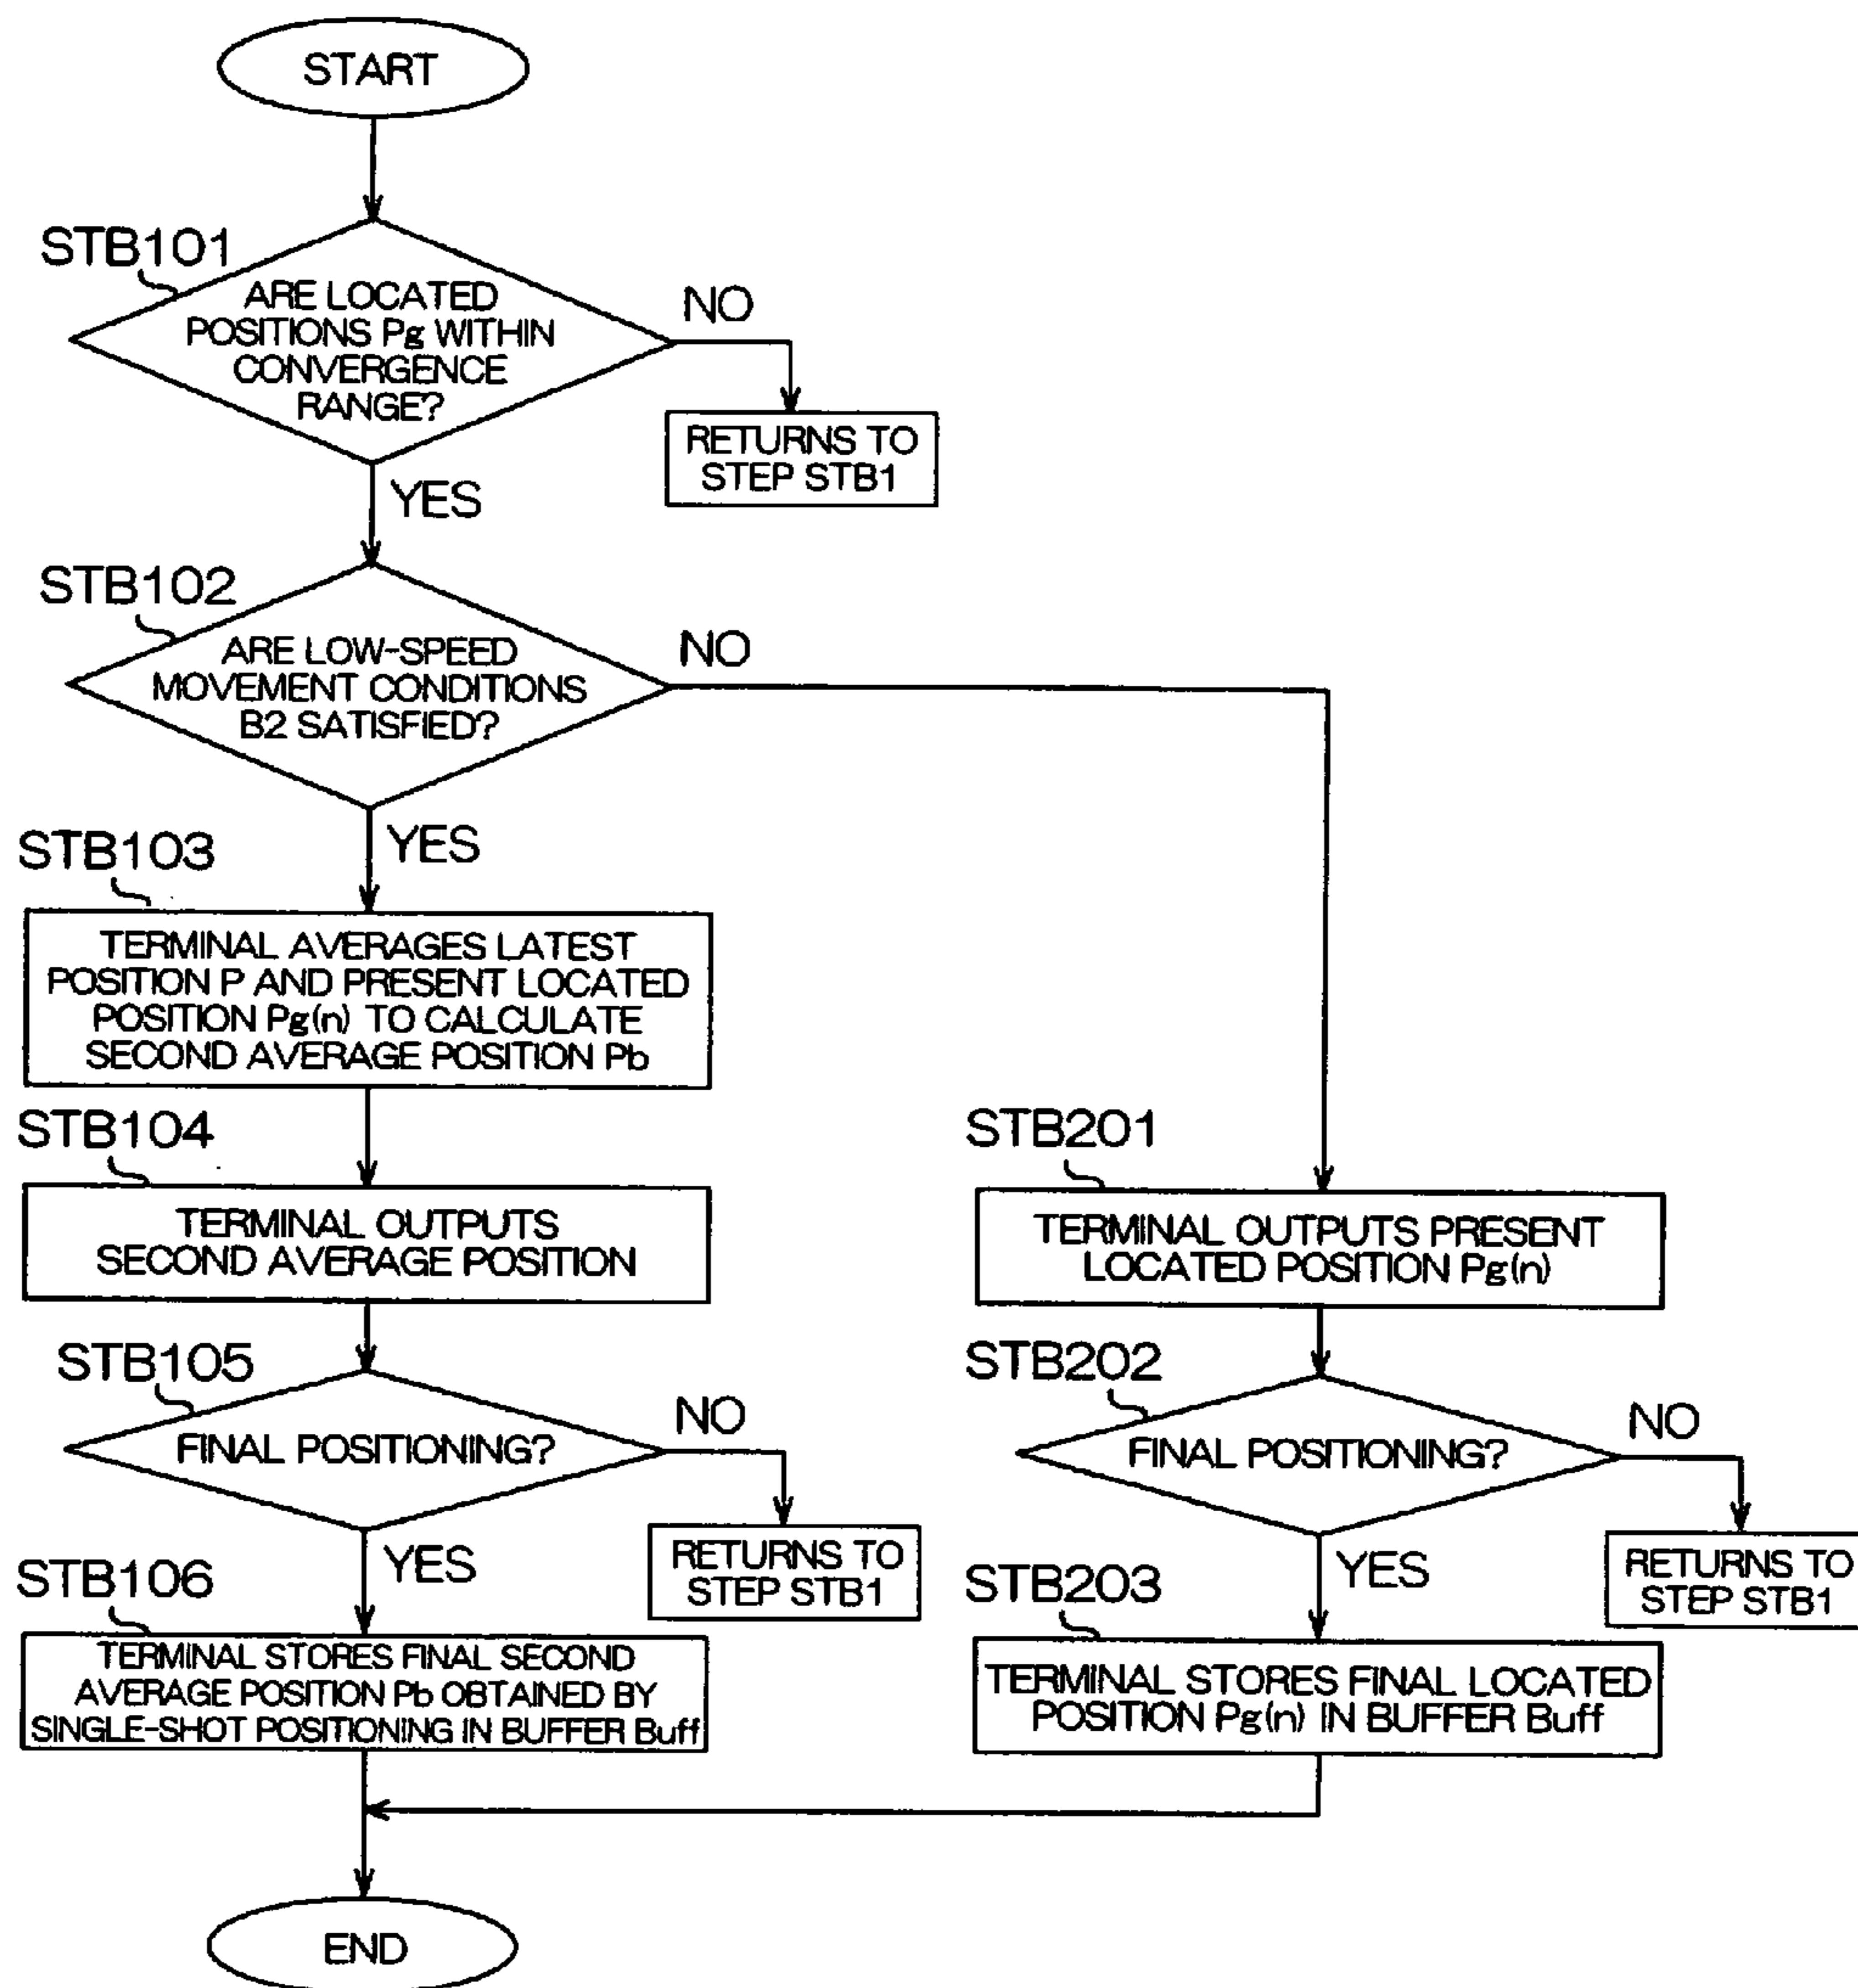 START
STB101
ARE LOCATED
POSITIONS Pg WITHIN
CONVERGENCE
RANGE?
NO
RETURNS TO
STEP STB1
YES
STB102
ARE LOW-SPEED
MOVEMENT CONDITIONS
B2 SATISFIED?
NO
YES
STB103
TERMINAL AVERAGES LATEST
POSITION P AND PRESENT LOCATED
POSITION Pg(n) TO CALCULATE
SECOND AVERAGE POSITION Pb
STB104
TERMINAL OUTPUTS
SECOND AVERAGE POSITION
STB201
TERMINAL OUTPUTS PRESENT
LOCATED POSITION Pg(n)
STB105
FINAL POSITIONING?
NO
RETURNS TO
STEP STB1
YES
STB202
FINAL POSITIONING?
NO
RETURNS TO
STEP STB1
YES
STB106
TERMINAL STORES FINAL SECOND
AVERAGE POSITION Pb OBTAINED BY
SINGLE-SHOT POSITIONING IN BUFFER Buff
STB203
TERMINAL STORES FINAL LOCATED
POSITION Pg(n) IN BUFFER Buff
END